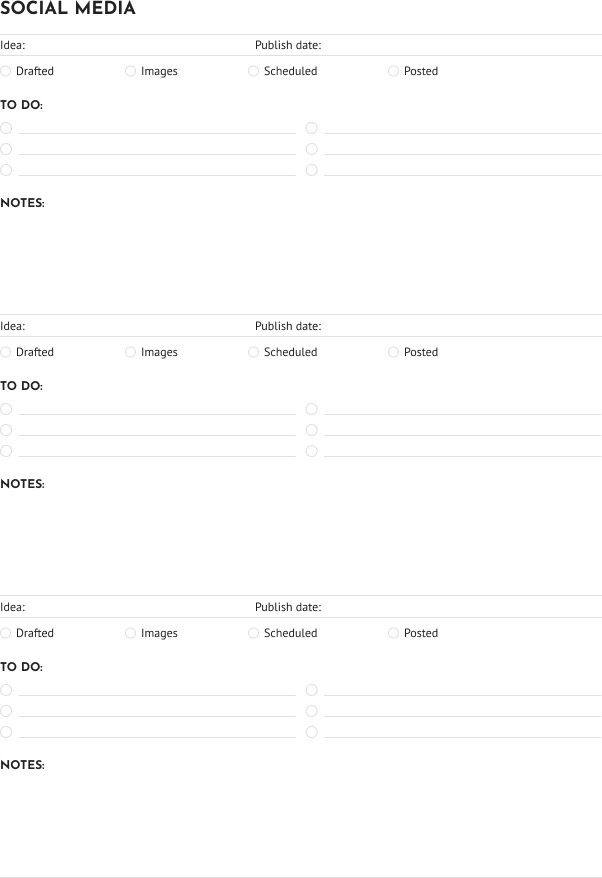 SOCIAL MEDIA
Idea: Publish date:
Drafted Images Scheduled Posted
TO DO:
NOTES:
Idea: Publish date:
Drafted Images Scheduled Posted
TO DO:
NOTES:
Idea: Publish date:
Drafted Images Scheduled Posted
TO DO:
NOTES: